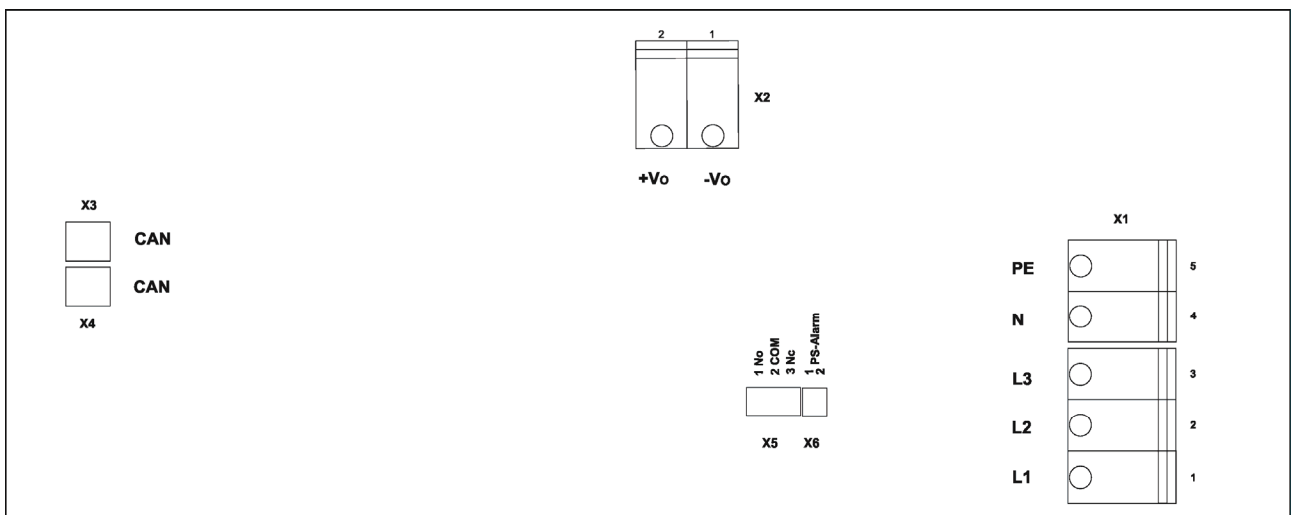 2 1
X2
+Vo -Vo
X3
CAN
CAN
X4
X1
PE 5
N 4
L3 3
L2 2
L1 1
1 No
2 COM
3 Nc
1 PS-Alarm
2
X5 X6